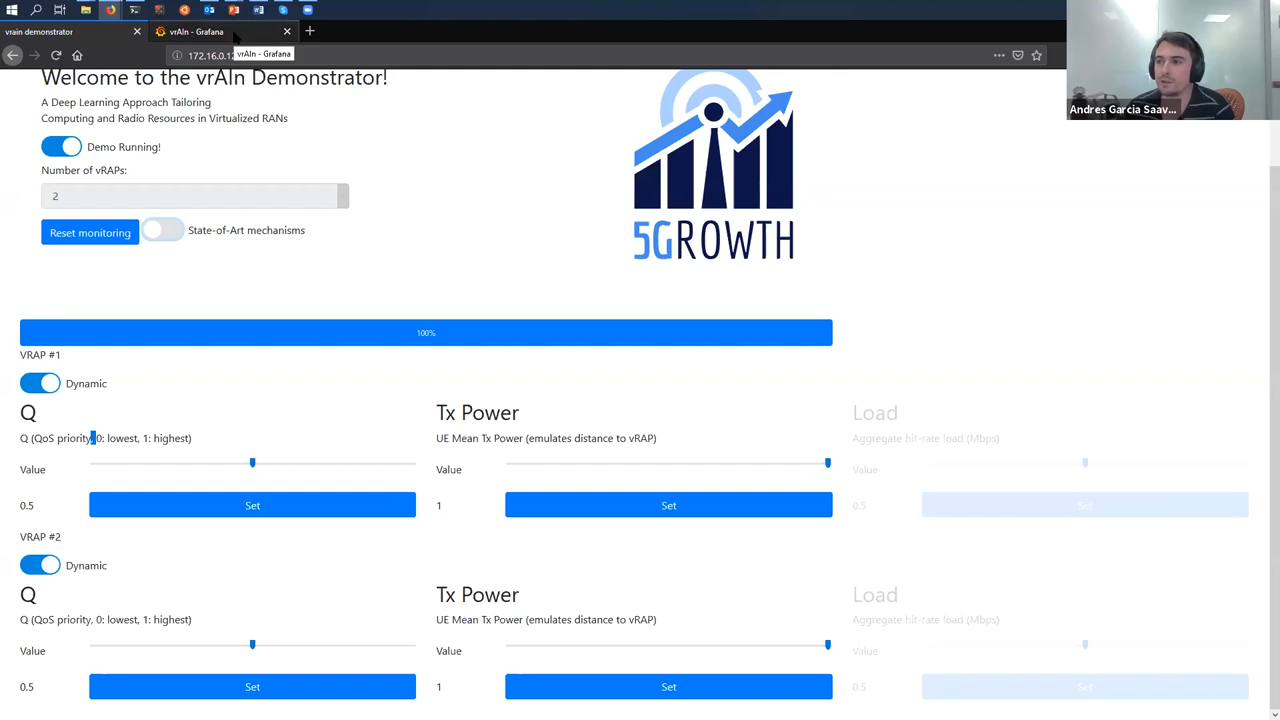 vrain demonstrator
vrAIn - Grafana
172.16.0.1
vrAIn - Grafana
Andres Garcia Saav...
Welcome to the vrAIn Demonstrator!
A Deep Learning Approach Tailoring
Computing and Radio Resources in Virtualized RANs
Demo Running!
Number of vRAPs:
2
Reset monitoring
State-of-Art mechanisms
5GROWTH
100%
VRAP #1
Dynamic
Q
Tx Power
Load
Q (QoS priority, 0: lowest, 1: highest)
UE Mean Tx Power (emulates distance to vRAP)
Aggregate bit-rate load (Mbps)
Value
Value
Value
0.5
Set
1
Set
0.5
Set
VRAP #2
Dynamic
Q
Tx Power
Load
Q (QoS priority, 0: lowest, 1: highest)
UE Mean Tx Power (emulates distance to vRAP)
Aggregate bit-rate load (Mbps)
Value
Value
Value
0.5
Set
1
Set
0.5
Set